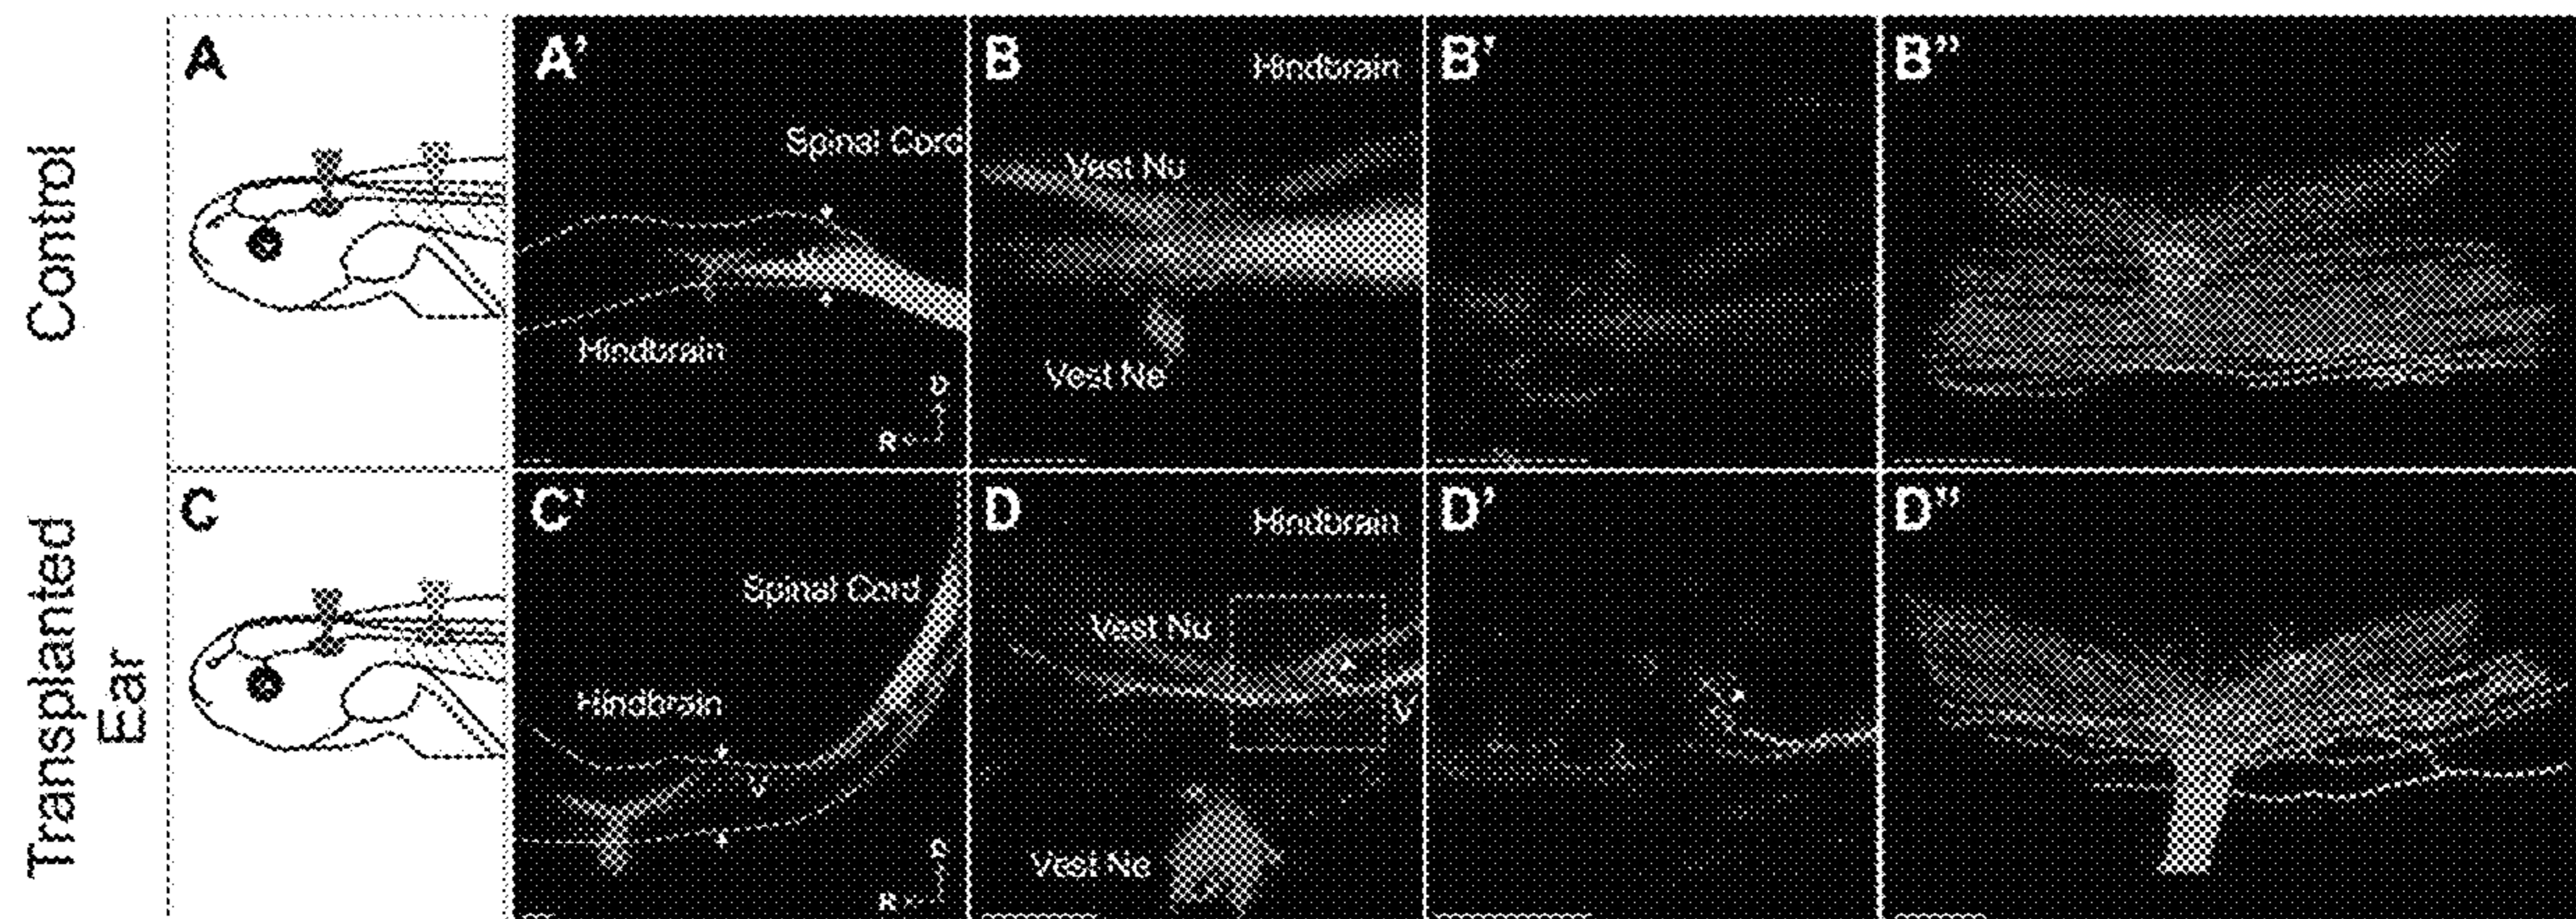 Control
A
A'
Spinal Cord
Hindbrain
D
R
B
Hindbrain
Vest Nu
Vest Ne
B'
B"
Transplanted
Ear
C
C'
Spinal Cord
Hindbrain
V
R
D
Hindbrain
Vest Nu
V
Vest Ne
D'
D"